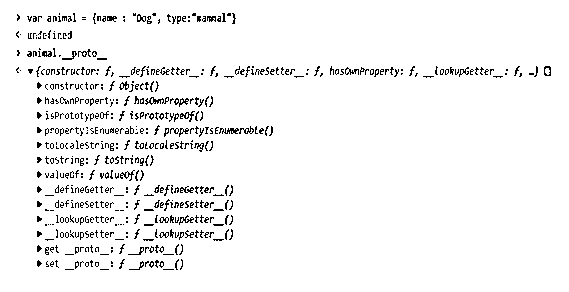 > var animal = {name : "Dog", type:"mammal"}
< undefined
> animal.__proto__
< ▼{constructor: ƒ, __defineGetter__: ƒ, __defineSetter__: ƒ, hasOwnProperty: ƒ, __lookupGetter__: ƒ, …}
▶ constructor: ƒ Object()
▶ hasOwnProperty: ƒ hasOwnProperty()
▶ isPrototypeOf: ƒ isPrototypeOf()
▶ propertyIsEnumerable: ƒ propertyIsEnumerable()
▶ toLocaleString: ƒ toLocaleString()
▶ toString: ƒ toString()
▶ valueOf: ƒ valueOf()
▶ __defineGetter__: ƒ __defineGetter__()
▶ __defineSetter__: ƒ __defineSetter__()
▶ __lookupGetter__: ƒ __lookupGetter__()
▶ __lookupSetter__: ƒ __lookupSetter__()
▶ get __proto__: ƒ __proto__()
▶ set __proto__: ƒ __proto__()